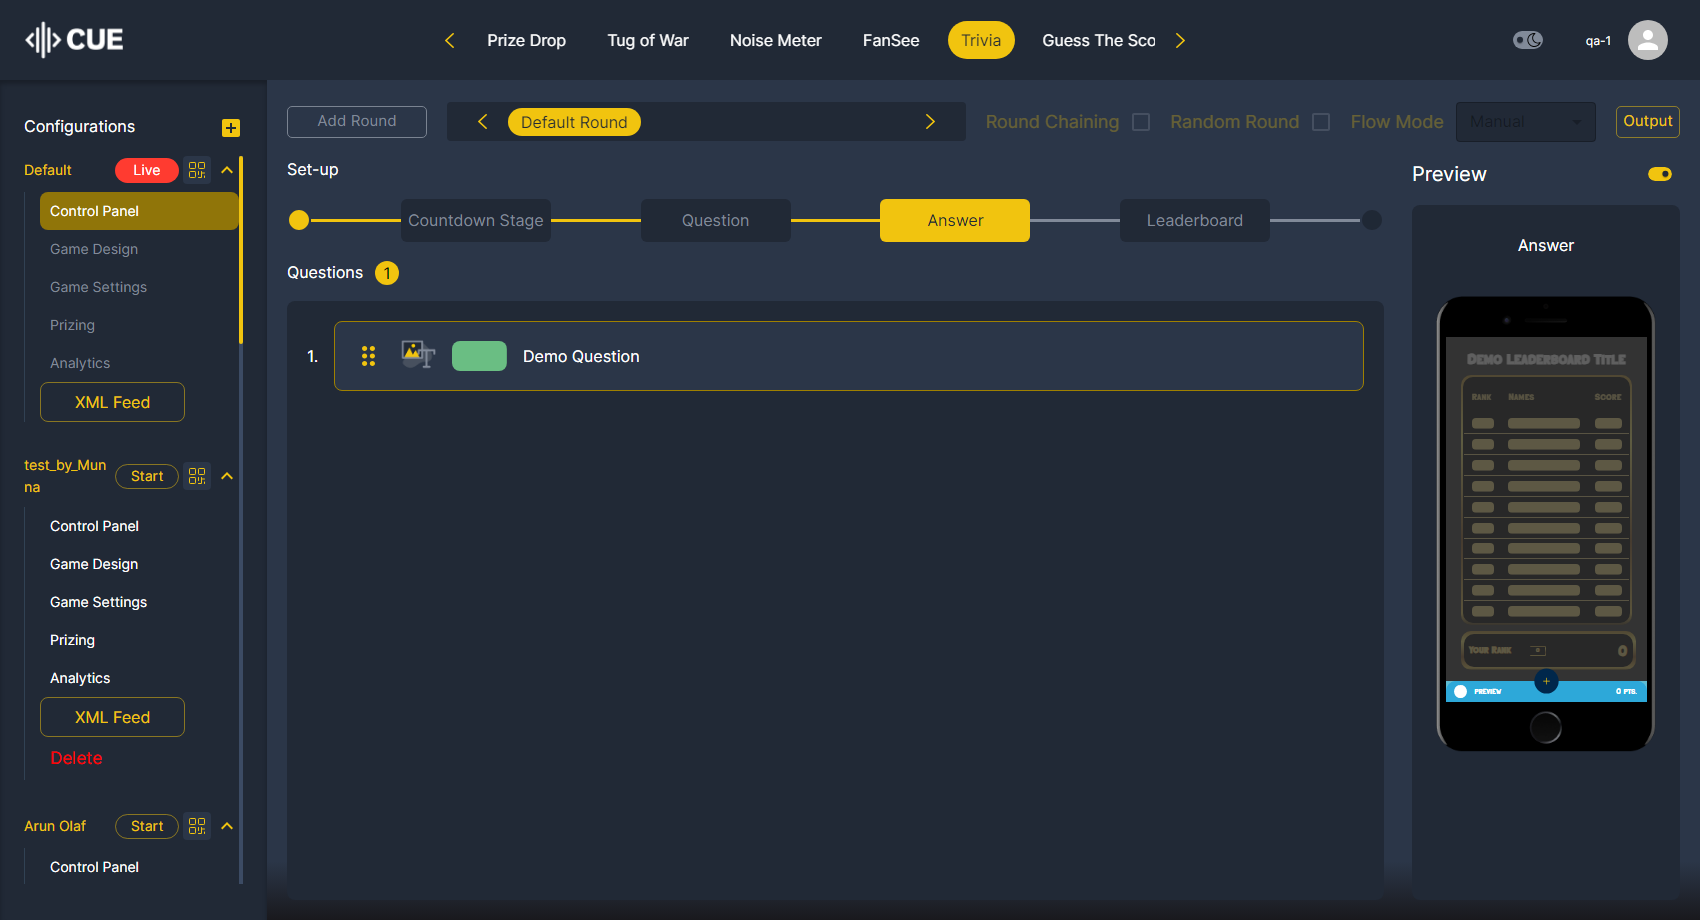 CUE
Prize Drop
Tug of War
Noise Meter
FanSee
Trivia
Guess The Sco
qa-1
Configurations
Default
Live
Control Panel
Game Design
Game Settings
Prizing
Analytics
XML Feed
test_by_Mun
na
Start
Control Panel
Game Design
Game Settings
Prizing
Analytics
XML Feed
Delete
Arun Olaf
Start
Control Panel
Add Round
Default Round
Round Chaining
Random Round
Flow Mode
Manual
Output
Set-up
Countdown Stage
Question
Answer
Leaderboard
Questions 1
1. Demo Question
Preview
Answer
Demo Leaderboard Title
Rank Names Score
Your Rank 0
PREVIEW 0 PTS.